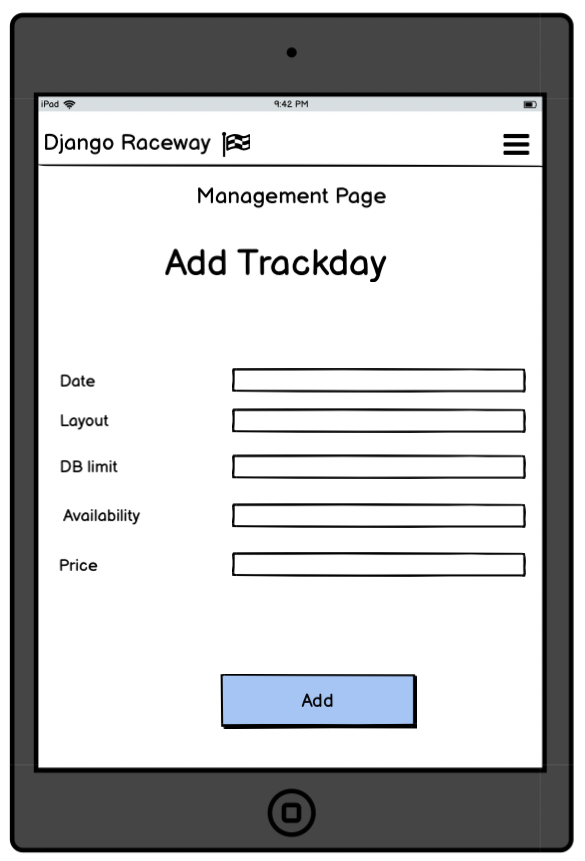 iPad 9:42 PM
Django Raceway
Management Page
Add Trackday
Date
Layout
DB limit
Availability
Price
Add